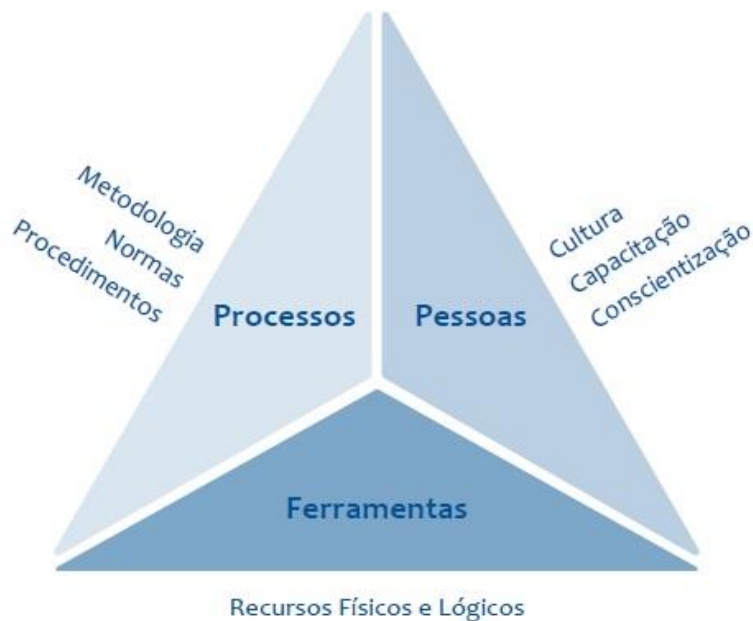 Metodologia
Normas
Procedimentos
Cultura
Capacitação
Conscientização
Processos
Pessoas
Ferramentas
Recursos Físicos e Lógicos